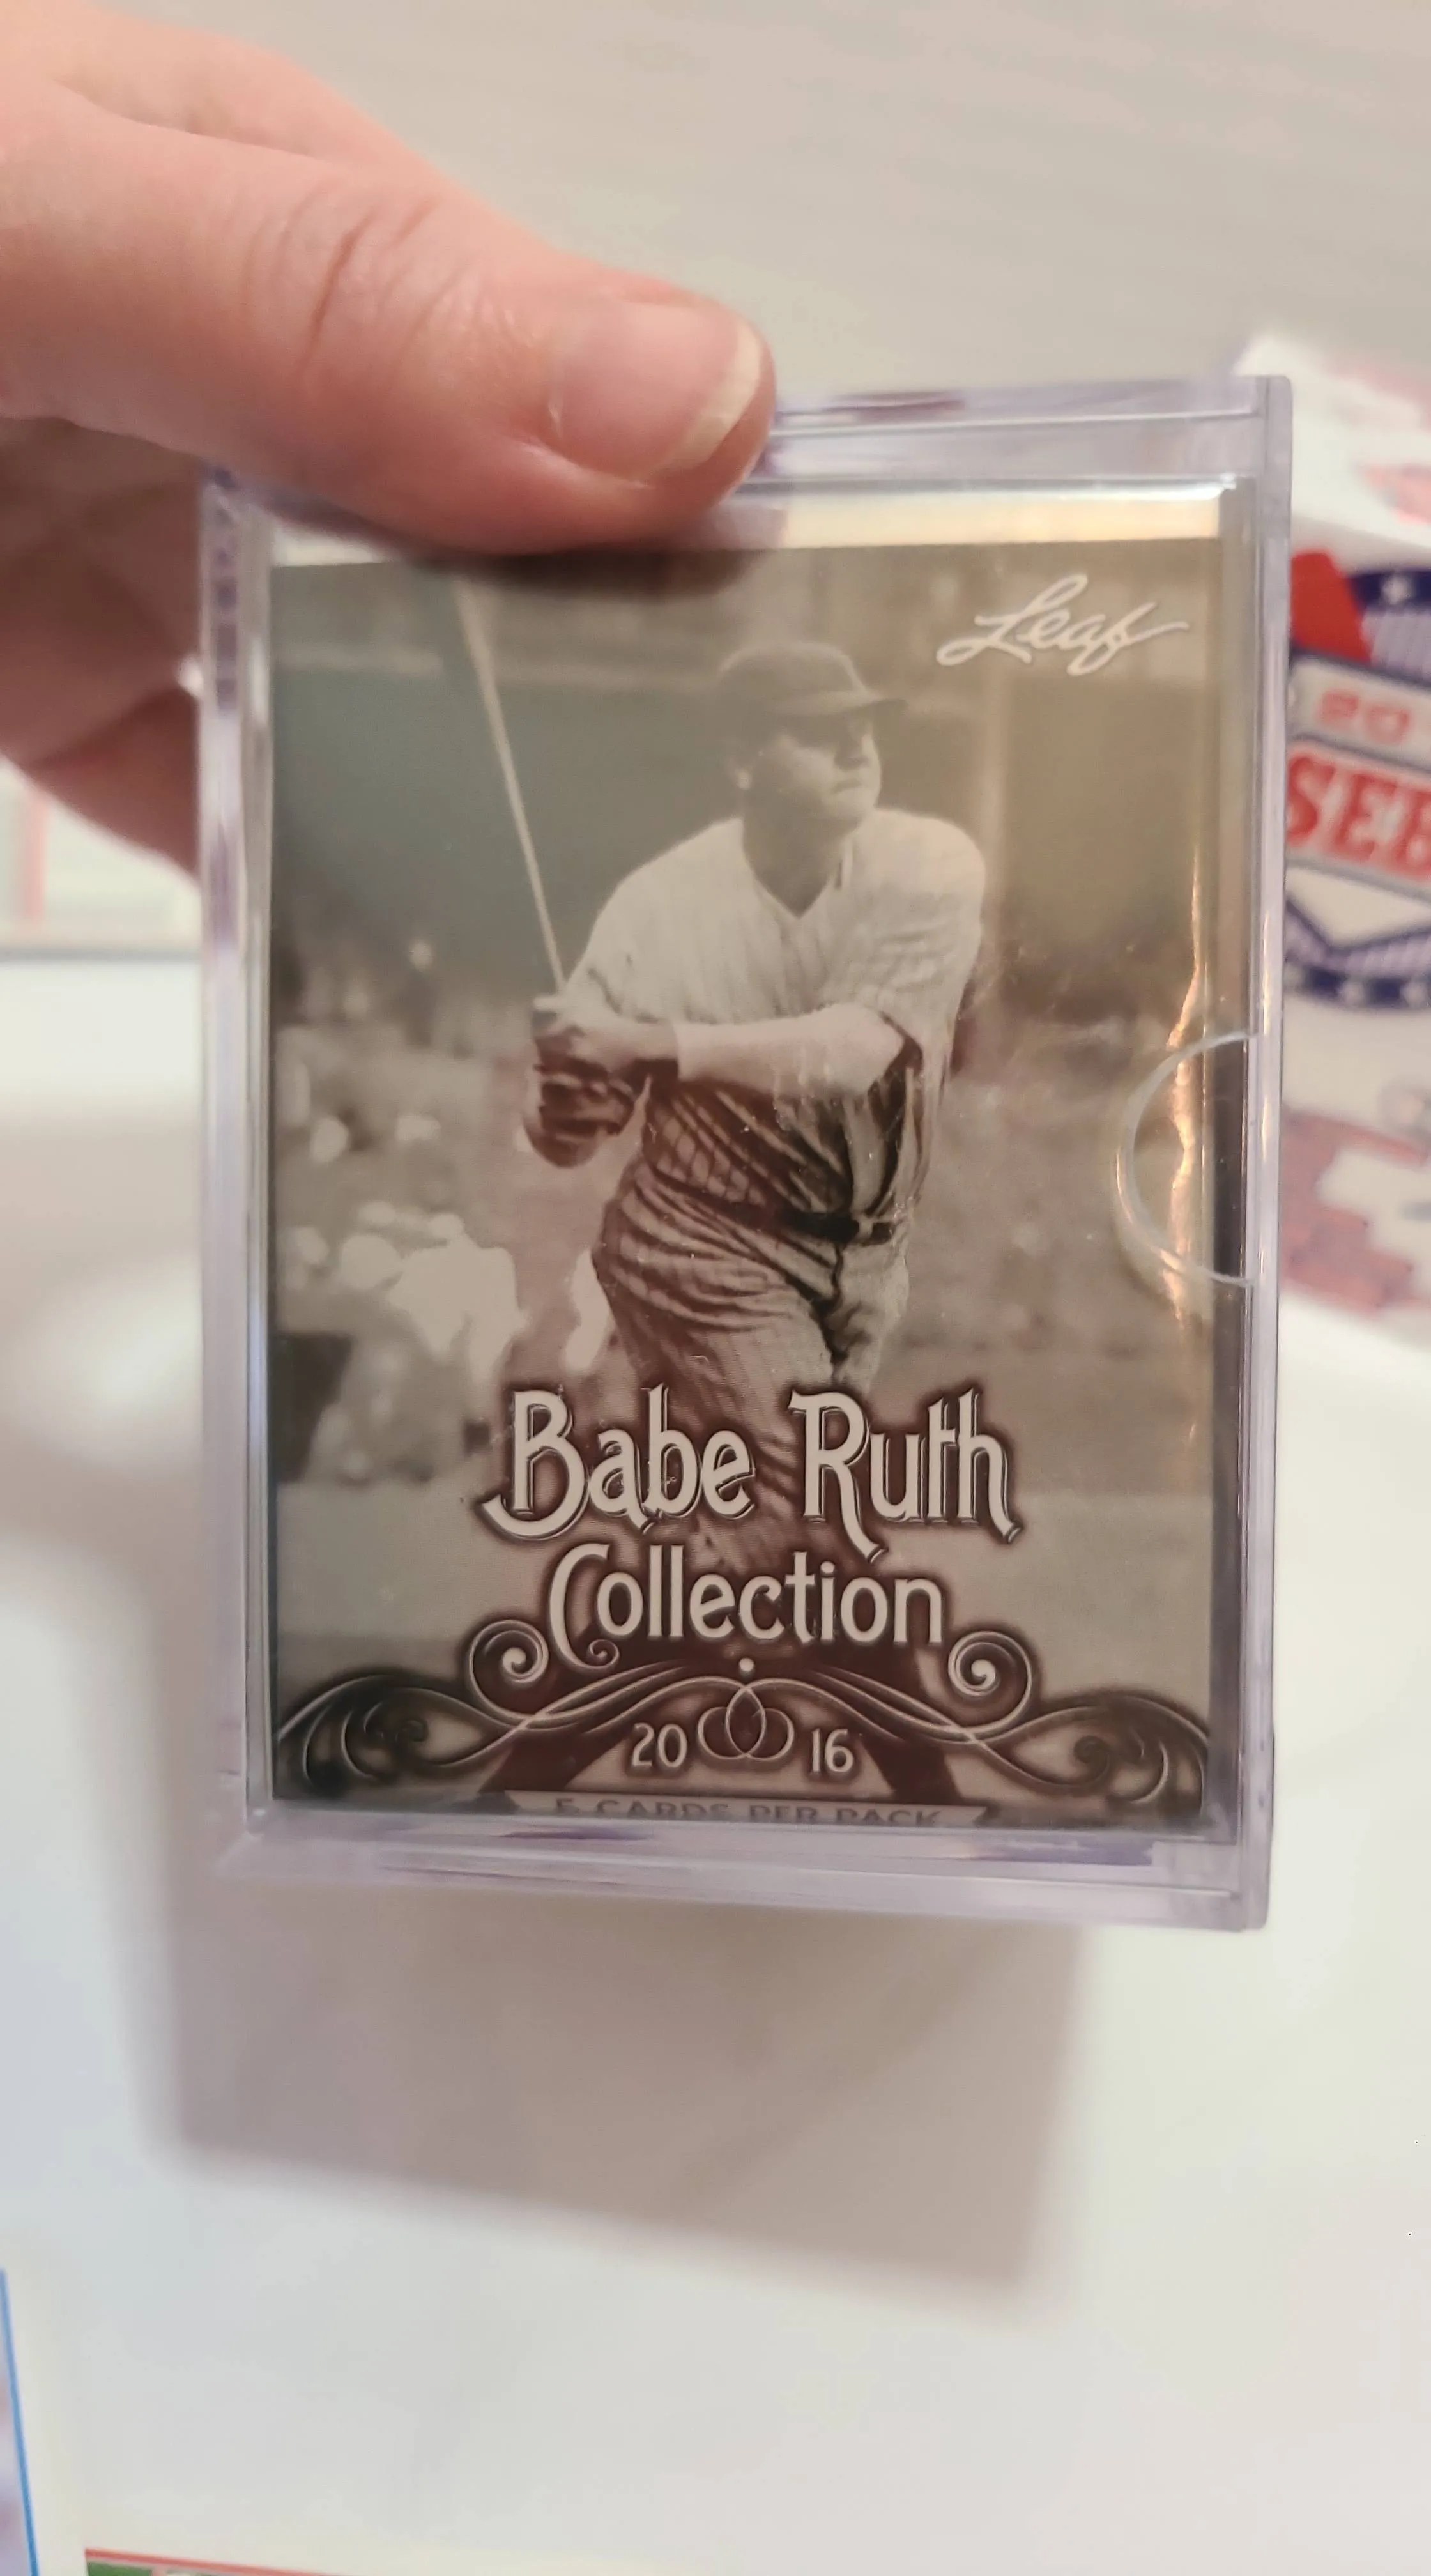 Leaf
Babe Ruth
Collection
20 16
5 CARDS PER PACK